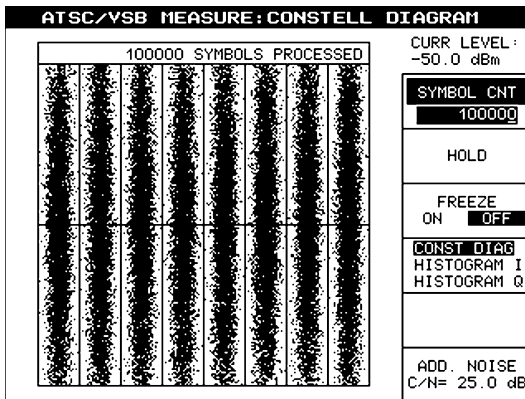 ATSC/VSB MEASURE:CONSTELL DIAGRAM
100000 SYMBOLS PROCESSED
CURR LEVEL:
-50.0 dBm
SYMBOL CNT
100000
HOLD
FREEZE
ON OFF
CONST DIAG
HISTOGRAM I
HISTOGRAM Q
ADD. NOISE
C/N= 25.0 dB